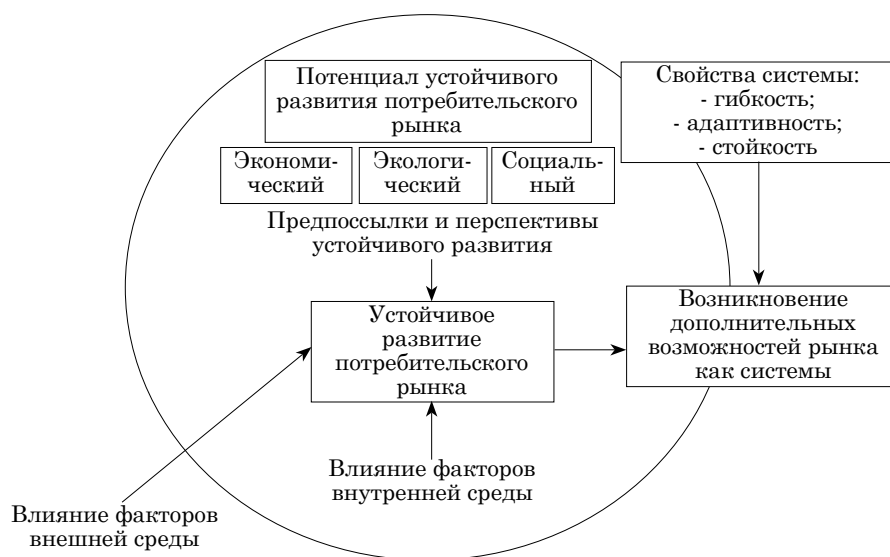 Потенциал устойчивого
развития потребительского
рынка
Свойства системы:
- гибкость;
- адаптивность;
- стойкость
Экономи-
ческий
Экологи-
ческий
Социаль-
ный
Предпоссылки и перспективы
устойчивого развития
Устойчивое
развитие
потребительского
рынка
Возникновение
дополнительных
возможностей рынка
как системы
Влияние факторов
внутренней среды
Влияние факторов
внешней среды